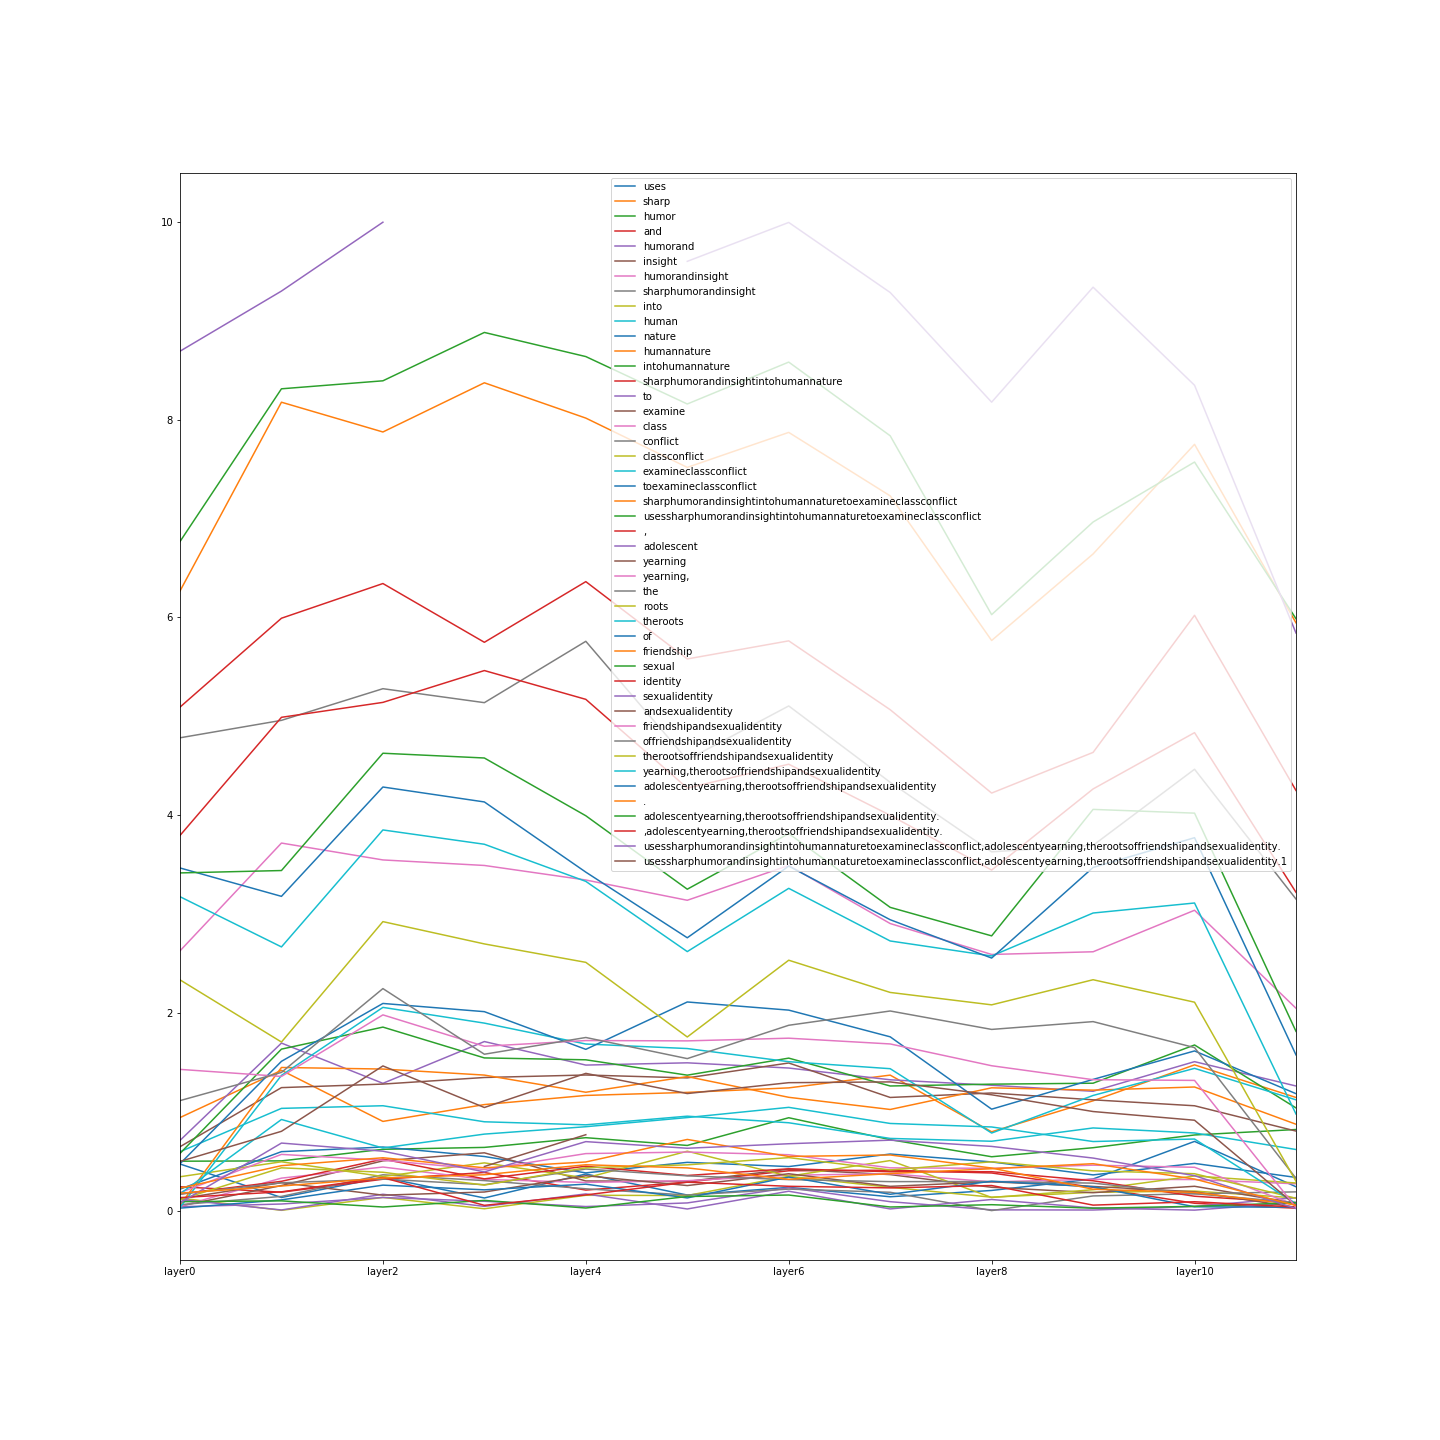 10
8
6
4
2
0
uses
sharp
humor
and
humorand
insight
humorandinsight
sharphumorandinsight
into
human
nature
humannature
intohumannature
sharphumorandinsightintohumannature
to
examine
class
conflict
classconflict
examineclassconflict
toexamineclassconflict
sharphumorandinsightintohumannaturetoexamineclassconflict
usessharphumorandinsightintohumannaturetoexamineclassconflict
,
adolescent
yearning
yearning,
the
roots
theroots
of
friendship
sexual
identity
sexualidentity
andsexualidentity
friendshipandsexualidentity
offriendshipandsexualidentity
therootsoffriendshipandsexualidentity
yearning,therootsoffriendshipandsexualidentity
adolescentyearning,therootsoffriendshipandsexualidentity
.
adolescentyearning,therootsoffriendshipandsexualidentity.
,adolescentyearning,therootsoffriendshipandsexualidentity.
usessharphumorandinsightintohumannaturetoexamineclassconflict,adolescentyearning,therootsoffriendshipandsexualidentity.
usessharphumorandinsightintohumannaturetoexamineclassconflict,adolescentyearning,therootsoffriendshipandsexualidentity.1
layer0 layer2 layer4 layer6 layer8 layer10